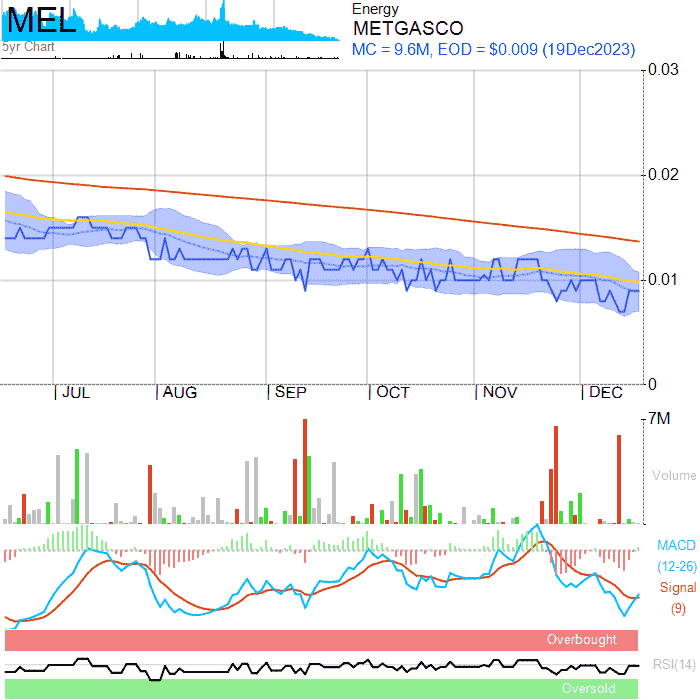 MEL
5yr Chart
Energy
METGASCO
MC = 9.6M, EOD = $0.009 (19Dec2023)
0.03
0.02
0.01
0
JUL AUG SEP OCT NOV DEC
7M
Volume
MACD
(12-26)
Signal
(9)
Overbought
RSI(14)
Oversold